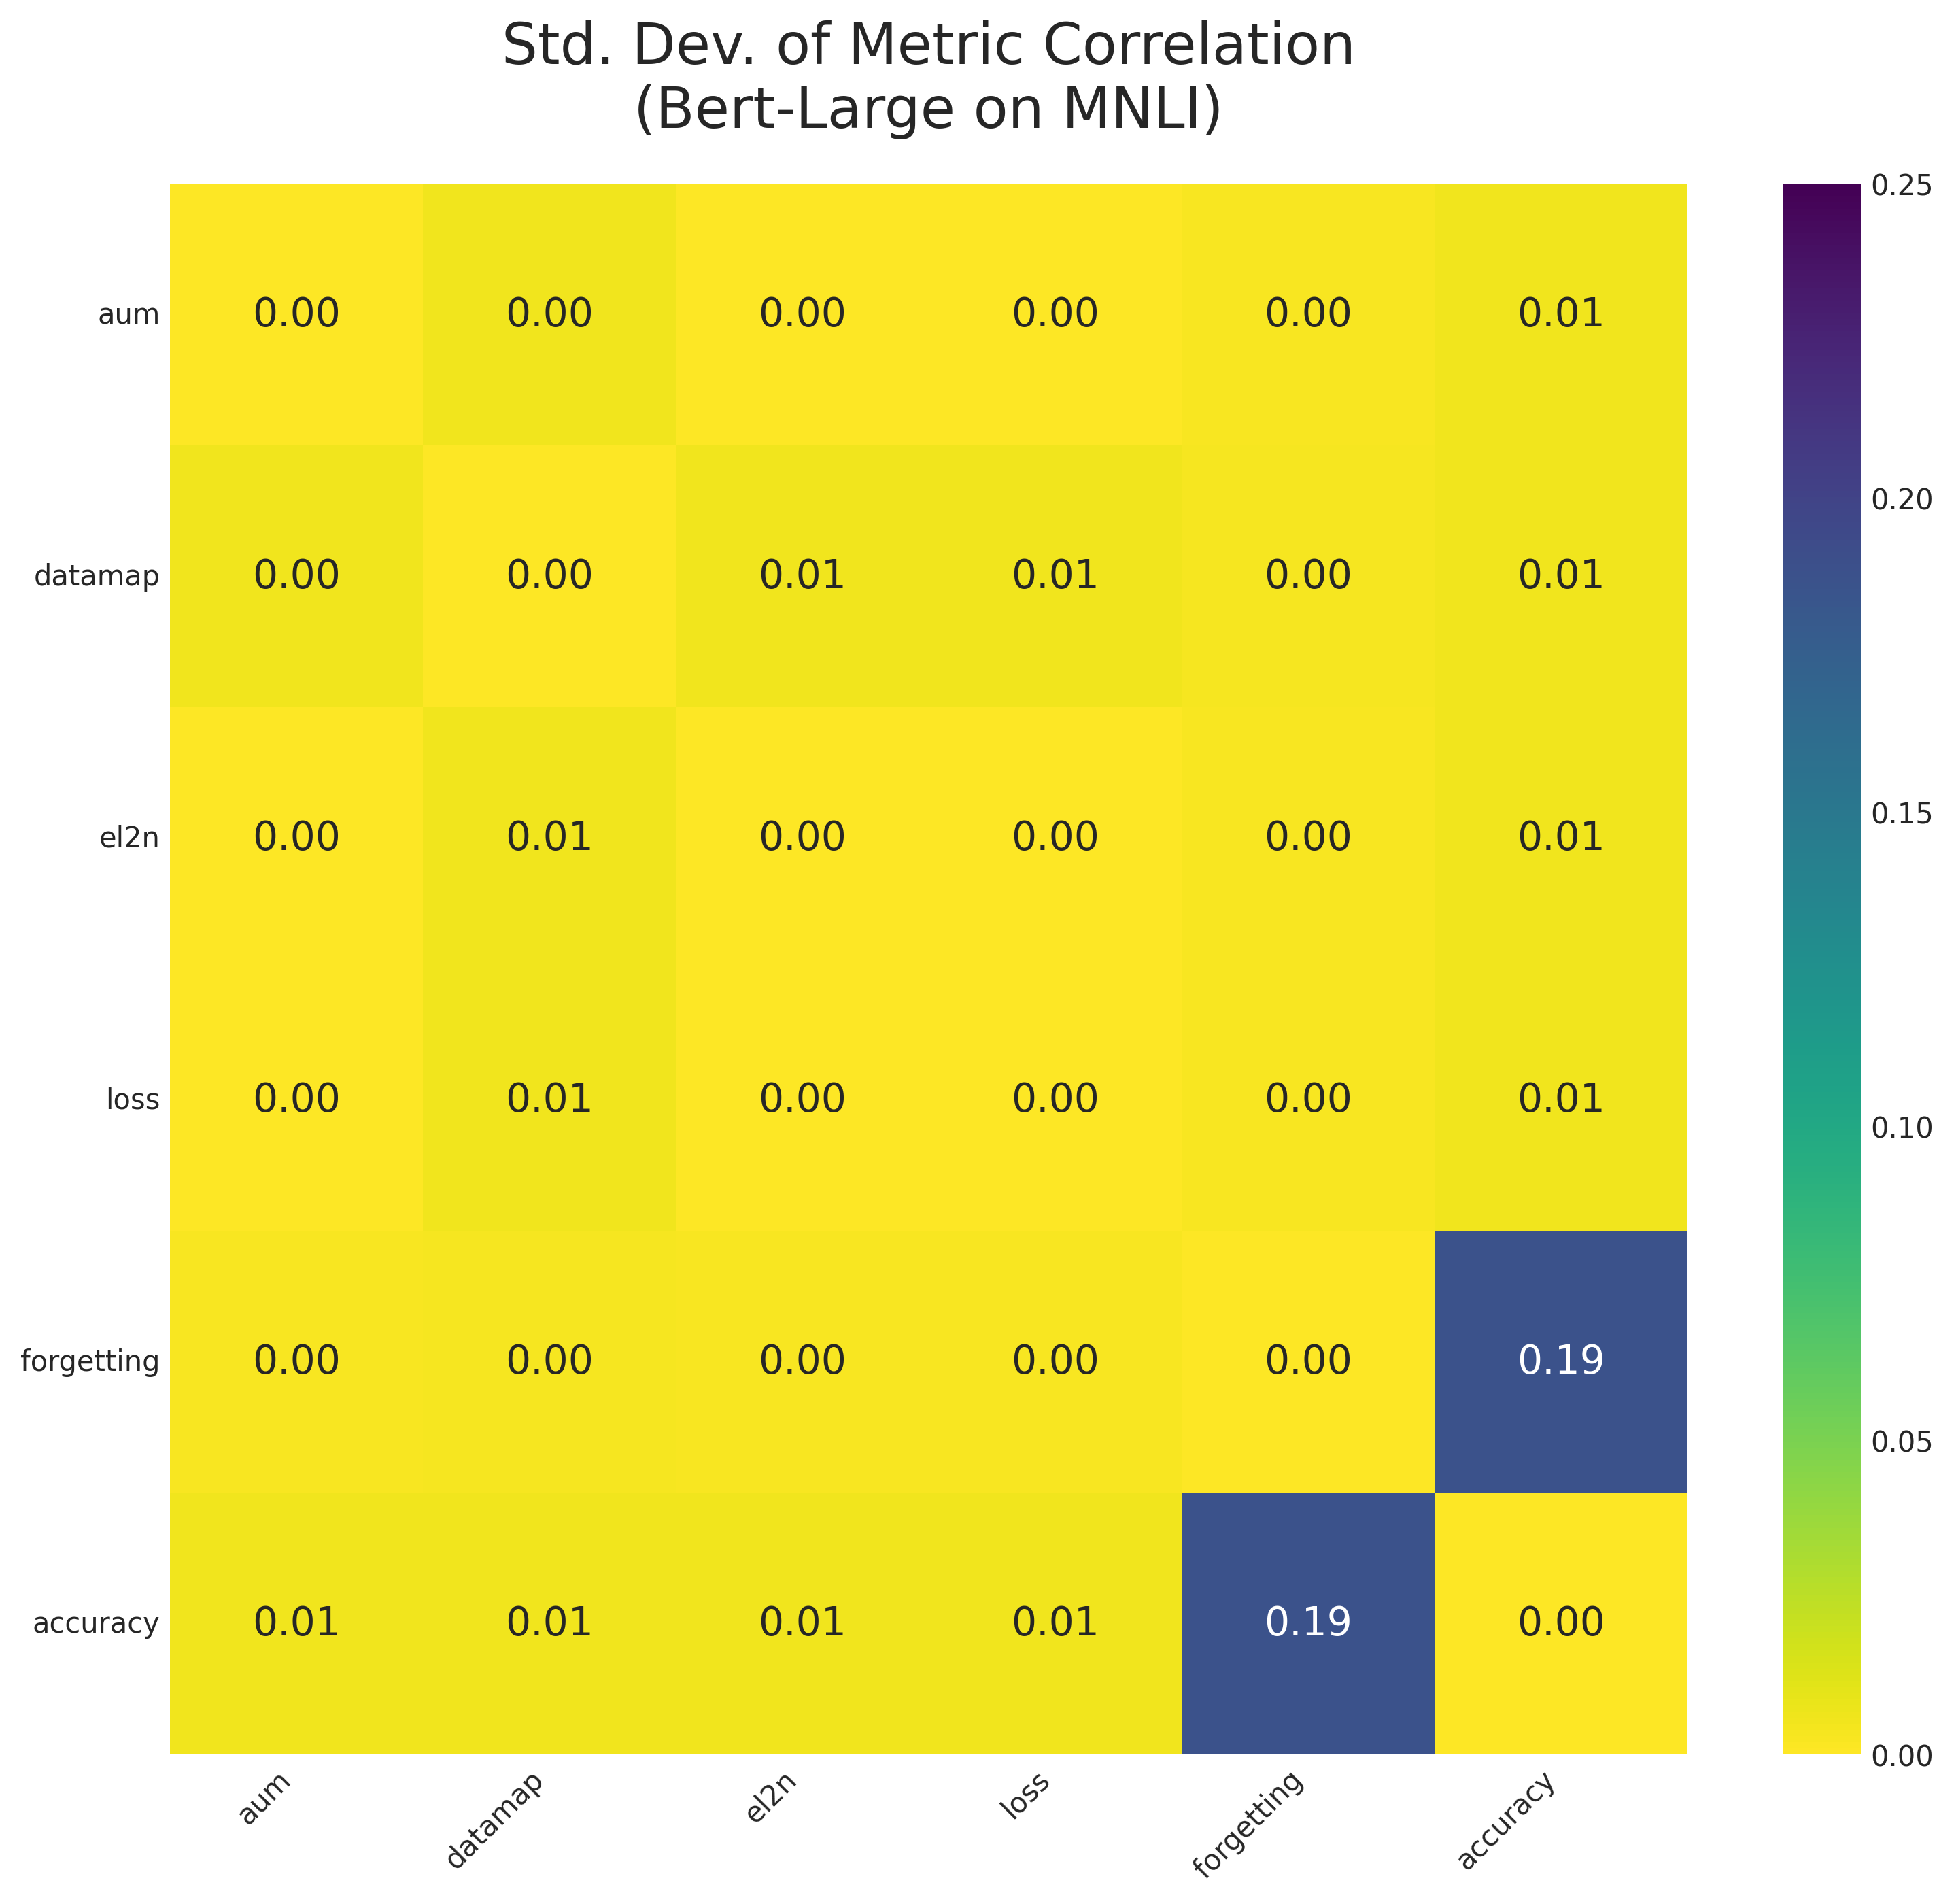 Std. Dev. of Metric Correlation
(Bert-Large on MNLI)
aum 0.00 0.00 0.00 0.00 0.00 0.01
datamap 0.00 0.00 0.01 0.01 0.00 0.01
el2n 0.00 0.01 0.00 0.00 0.00 0.01
loss 0.00 0.01 0.00 0.00 0.00 0.01
forgetting 0.00 0.00 0.00 0.00 0.00 0.19
accuracy 0.01 0.01 0.01 0.01 0.19 0.00
aum datamap el2n loss forgetting accuracy
0.25
0.20
0.15
0.10
0.05
0.00